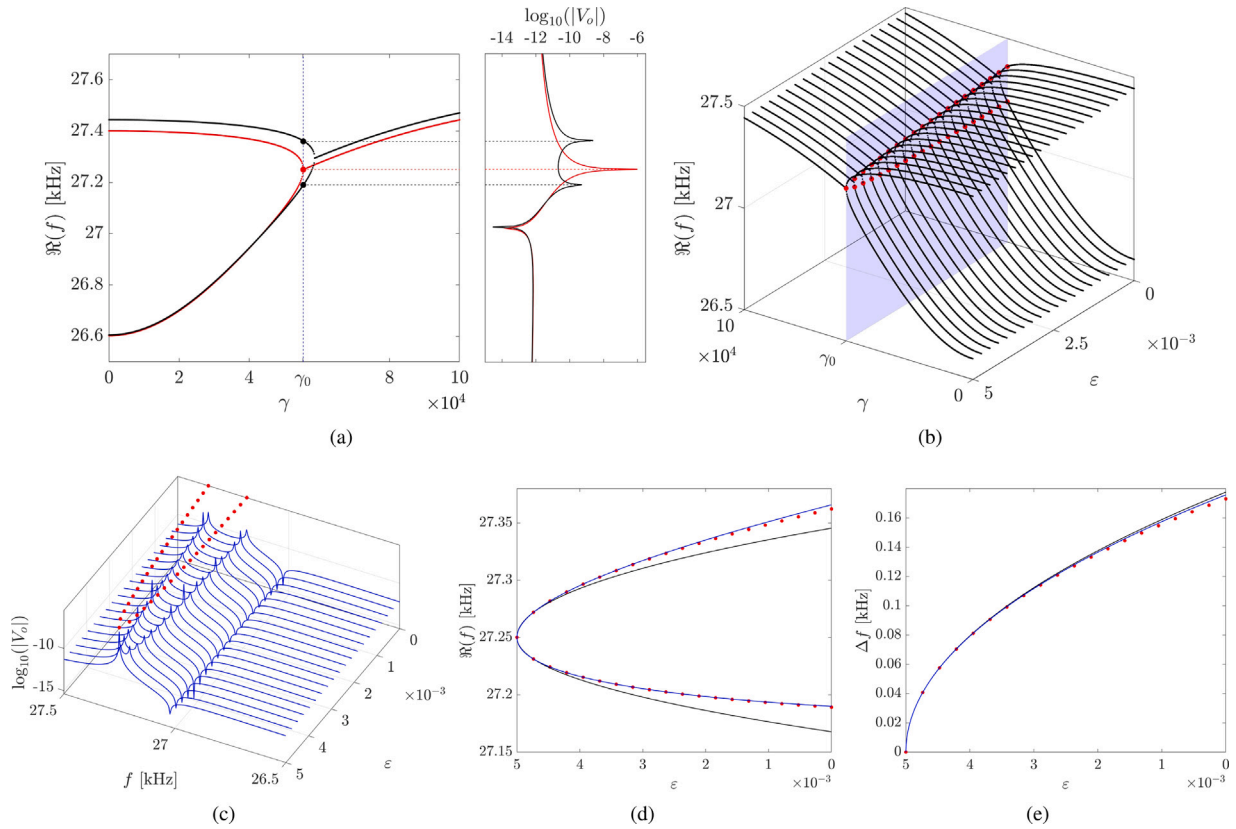 log₁₀(|Vₒ|)
-14 -12 -10 -8 -6
27.6
27.4
27.2
27
26.8
26.6
ℜ(f) [kHz]
0 2 4 γ₀ 8 10
γ
×10⁴
(a)
27.5
27
26.5
ℜ(f) [kHz]
10
×10⁴
γ₀
0
γ
0
2.5
5
×10⁻³
ε
(b)
log₁₀(|Vₒ|)
-10
-15
27.5
27
26.5
f [kHz]
0
1
2
3
4
5
×10⁻³
ε
(c)
27.35
27.3
27.25
27.2
27.15
ℜ(f) [kHz]
5 4 3 2 1 0
ε
×10⁻³
(d)
0.16
0.14
0.12
0.1
0.08
0.06
0.04
0.02
0
Δf [kHz]
5 4 3 2 1 0
ε
×10⁻³
(e)